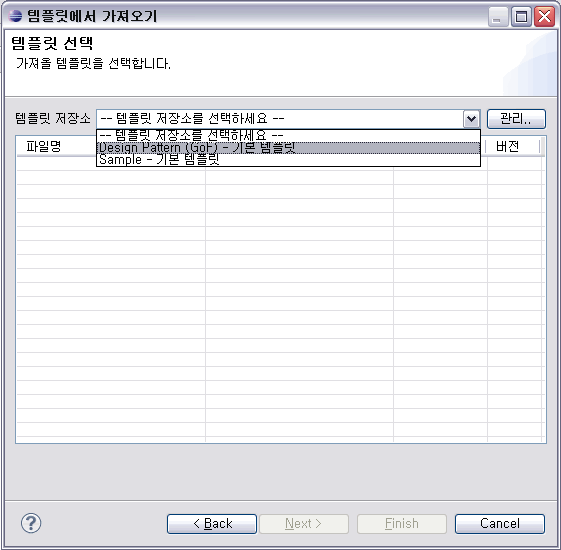 템플릿에서 가져오기
템플릿 선택
가져올 템플릿을 선택합니다.
템플릿 저장소 -- 템플릿 저장소를 선택하세요 -- 관리..
-- 템플릿 저장소를 선택하세요 --
Design Pattern (GoF) - 기본 템플릿
Sample - 기본 템플릿
파일명 버전
< Back Next > Finish Cancel